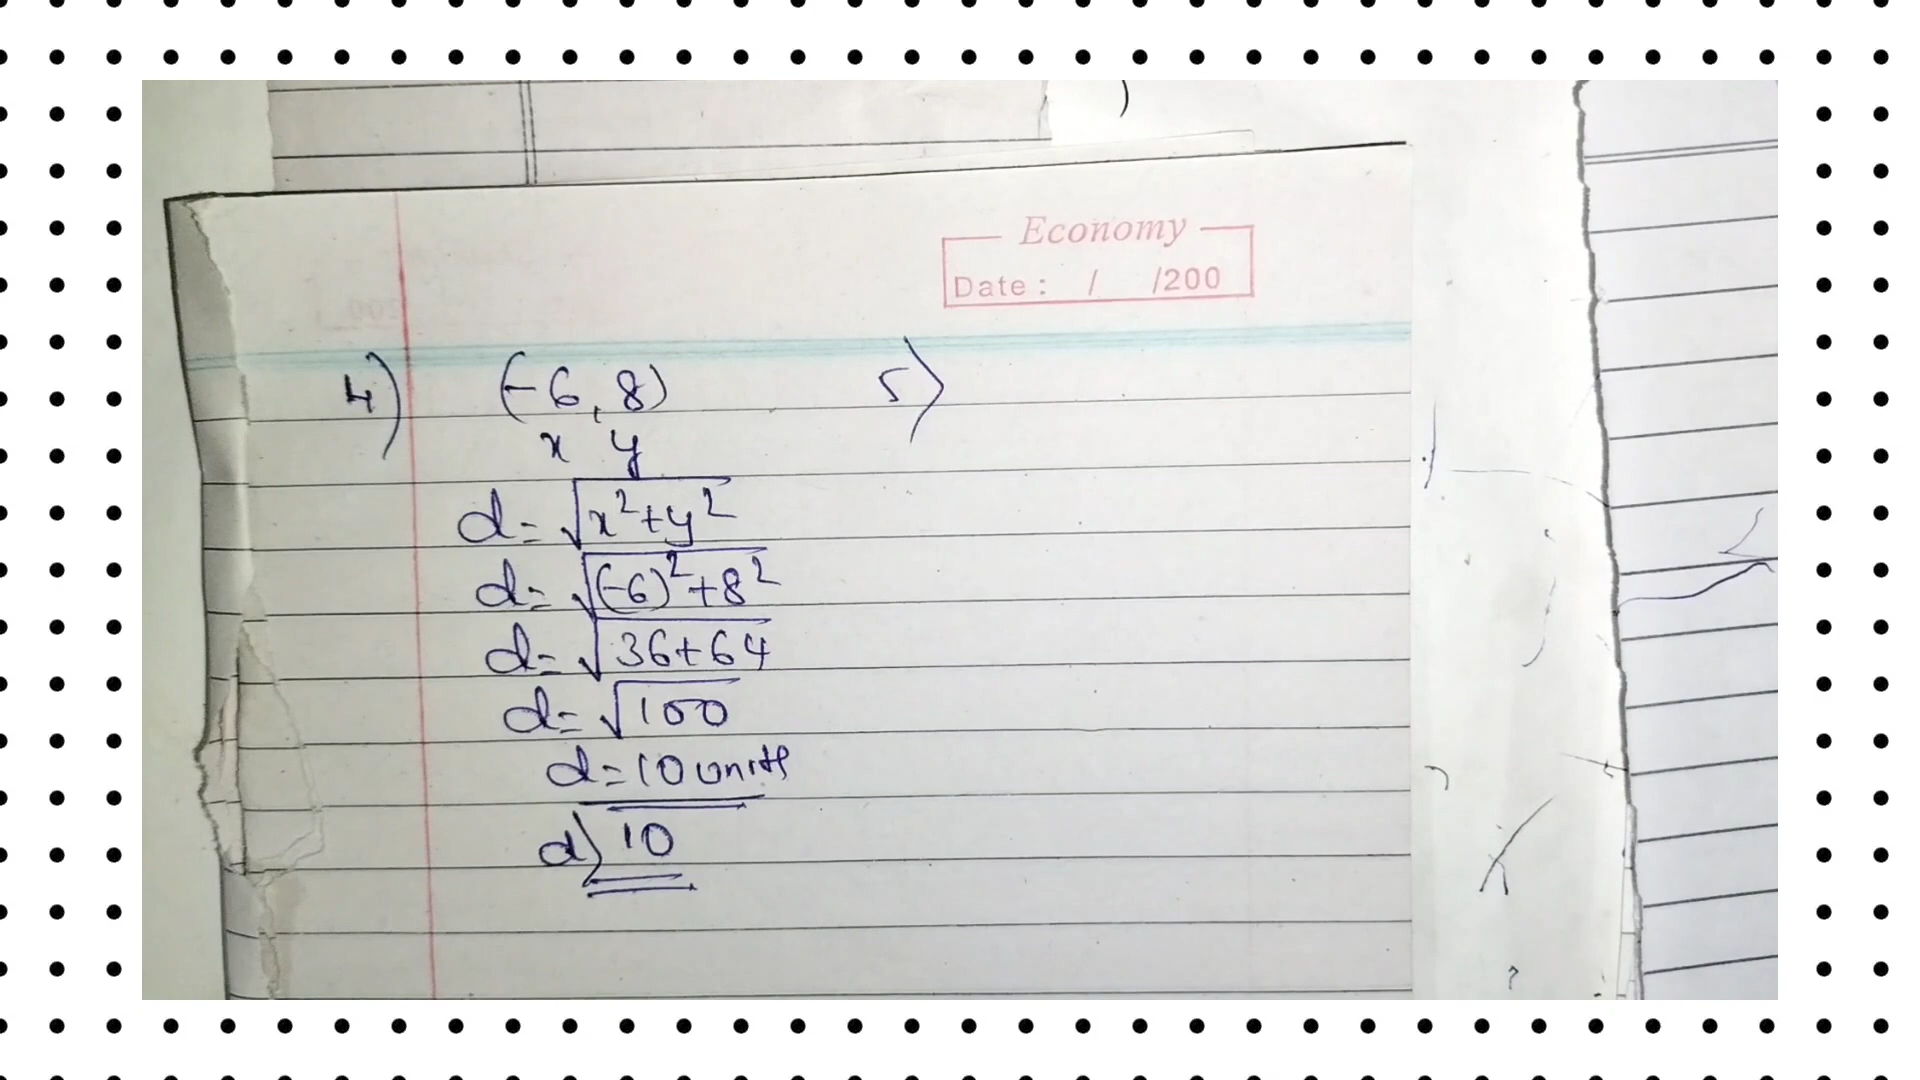 Economy
Date : / /200
4) (-6, 8)
x y
d = √x²+y²
d = √(-6)²+8²
d = √36+64
d = √100
d = 10 units
d) 10
5)